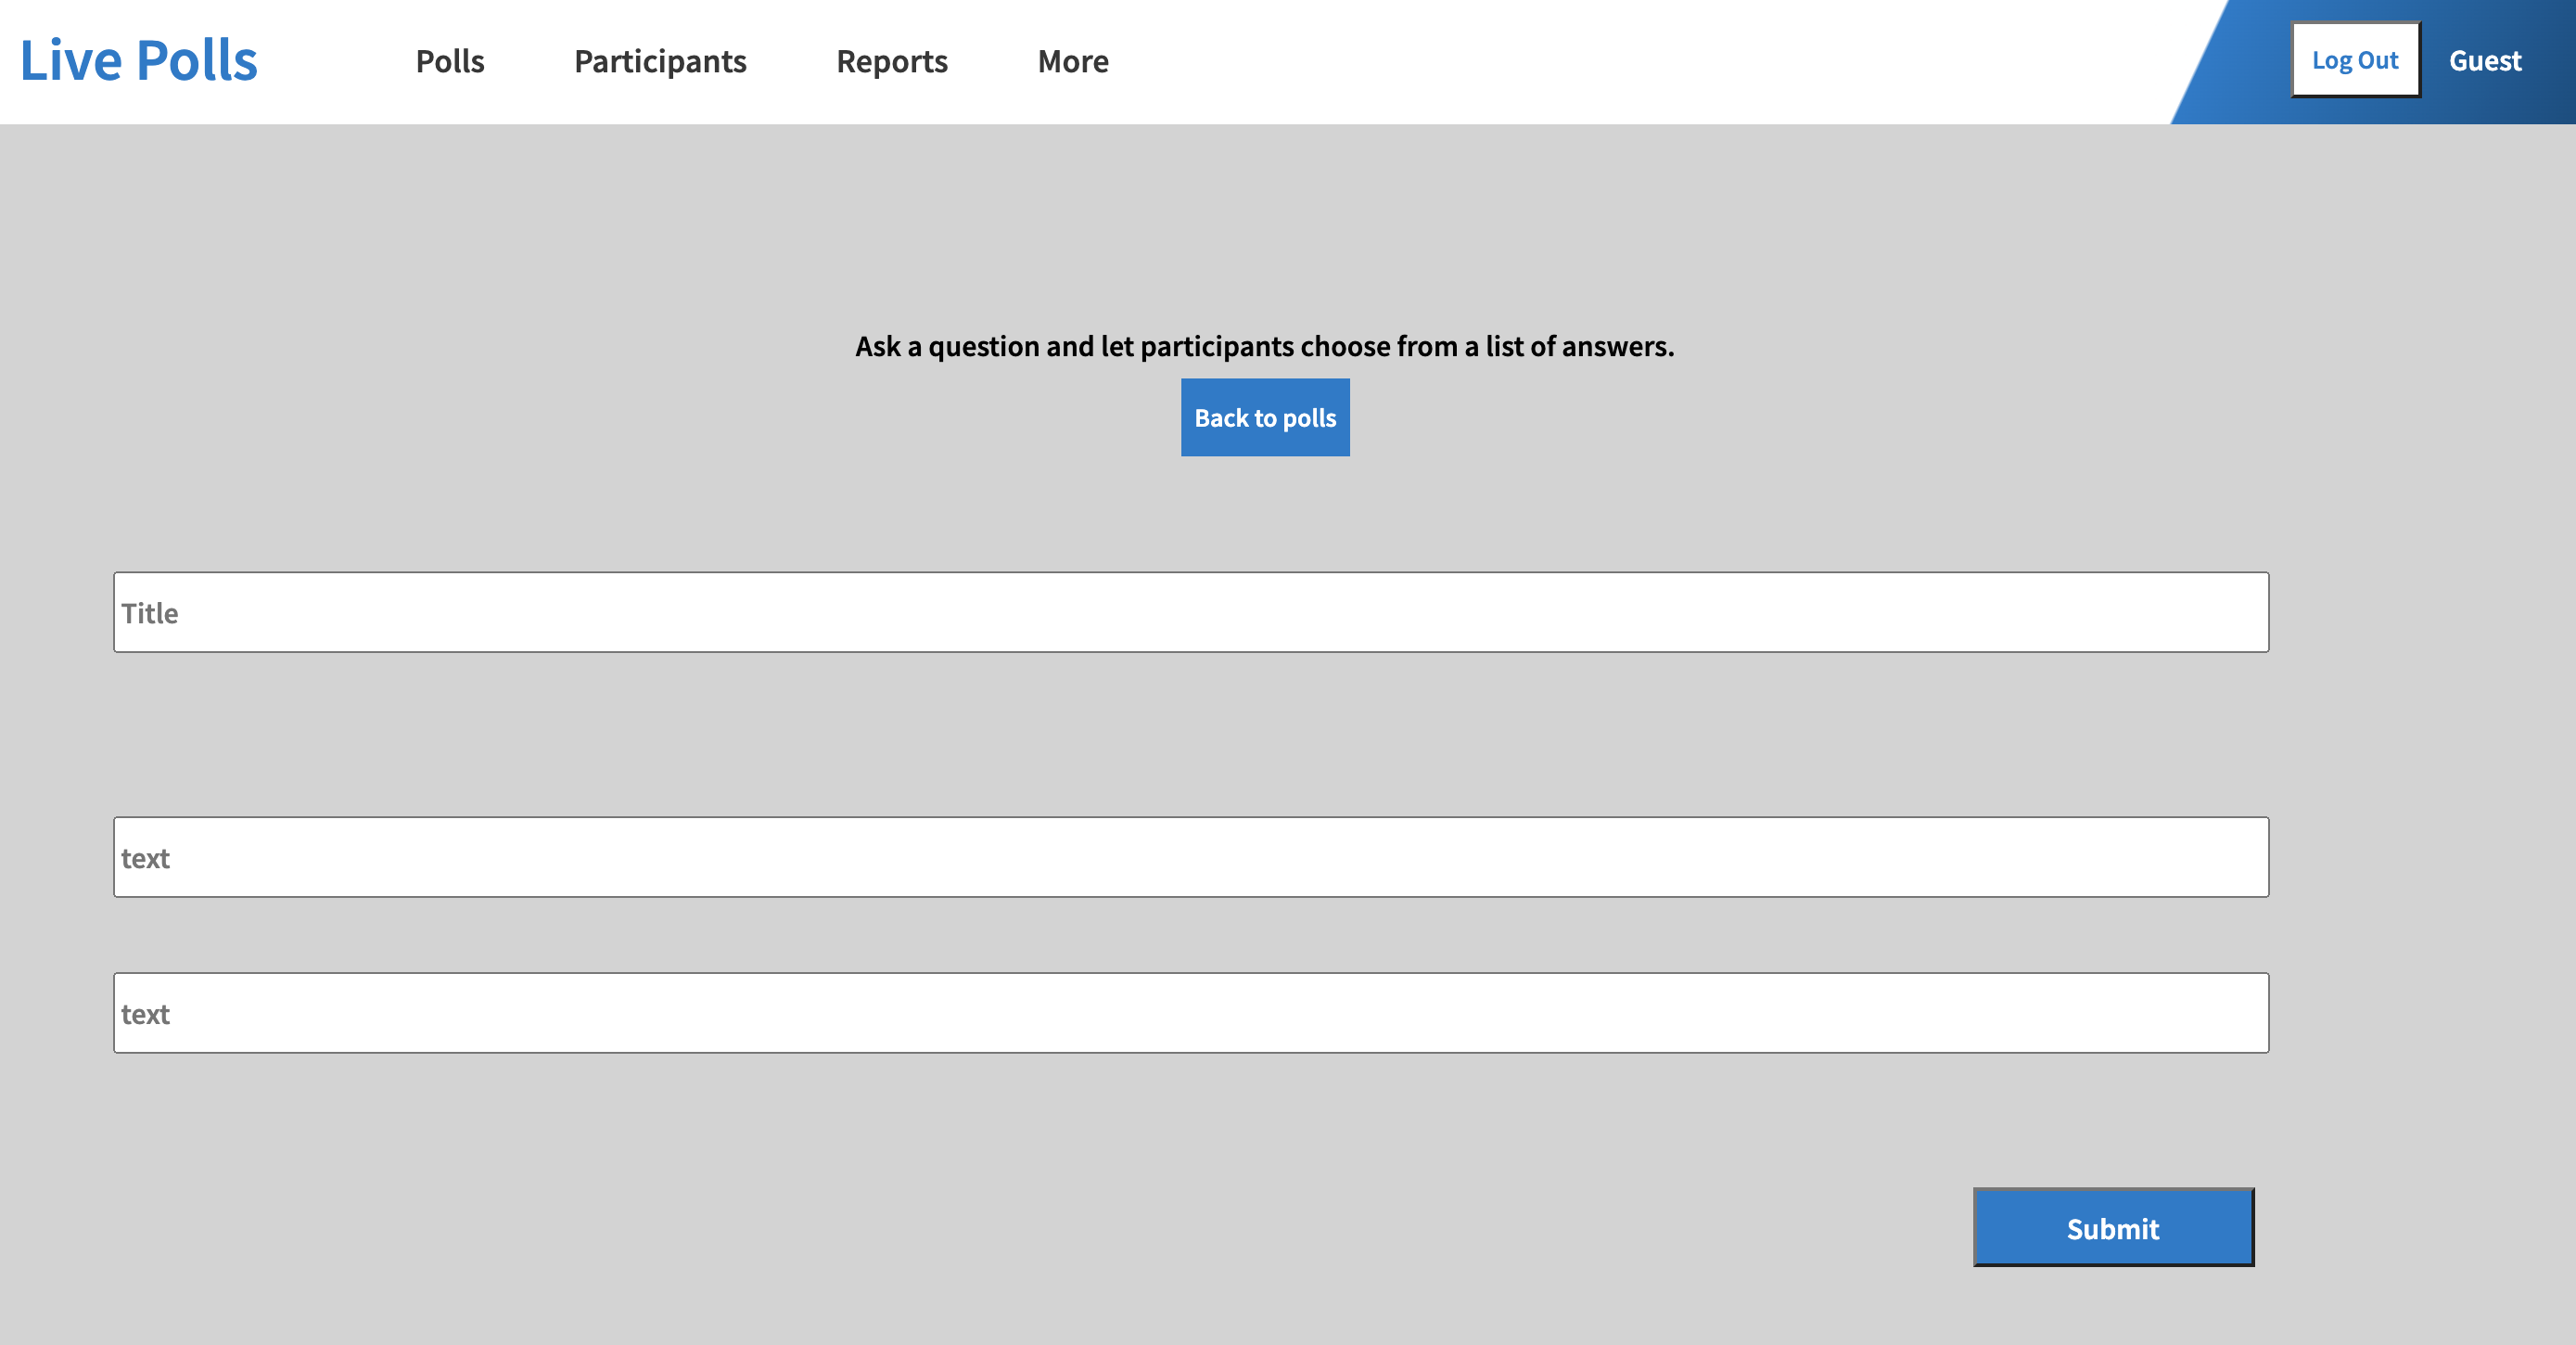 Live Polls Polls Participants Reports More Log Out Guest
Ask a question and let participants choose from a list of answers.
Back to polls
Title
text
text
Submit